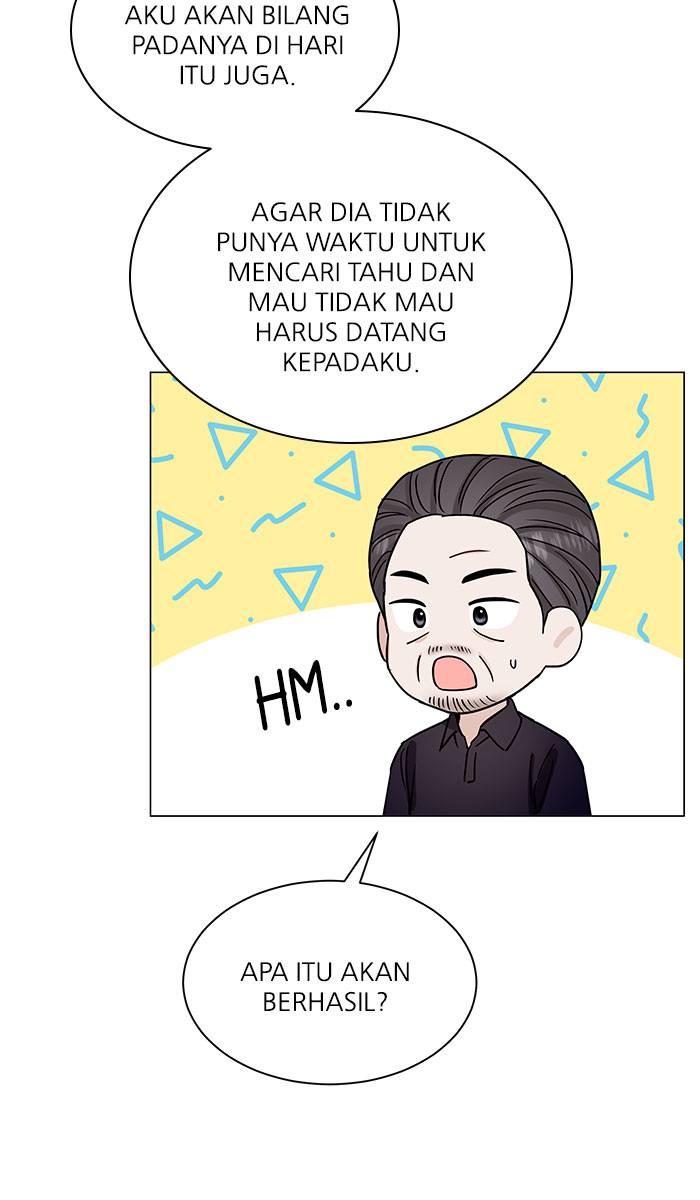 AKU AKAN BILANG
PADANYA DI HARI
ITU JUGA.
AGAR DIA TIDAK
PUNYA WAKTU UNTUK
MENCARI TAHU DAN
MAU TIDAK MAU
HARUS DATANG
KEPADAKU.
HM..
APA ITU AKAN
BERHASIL?